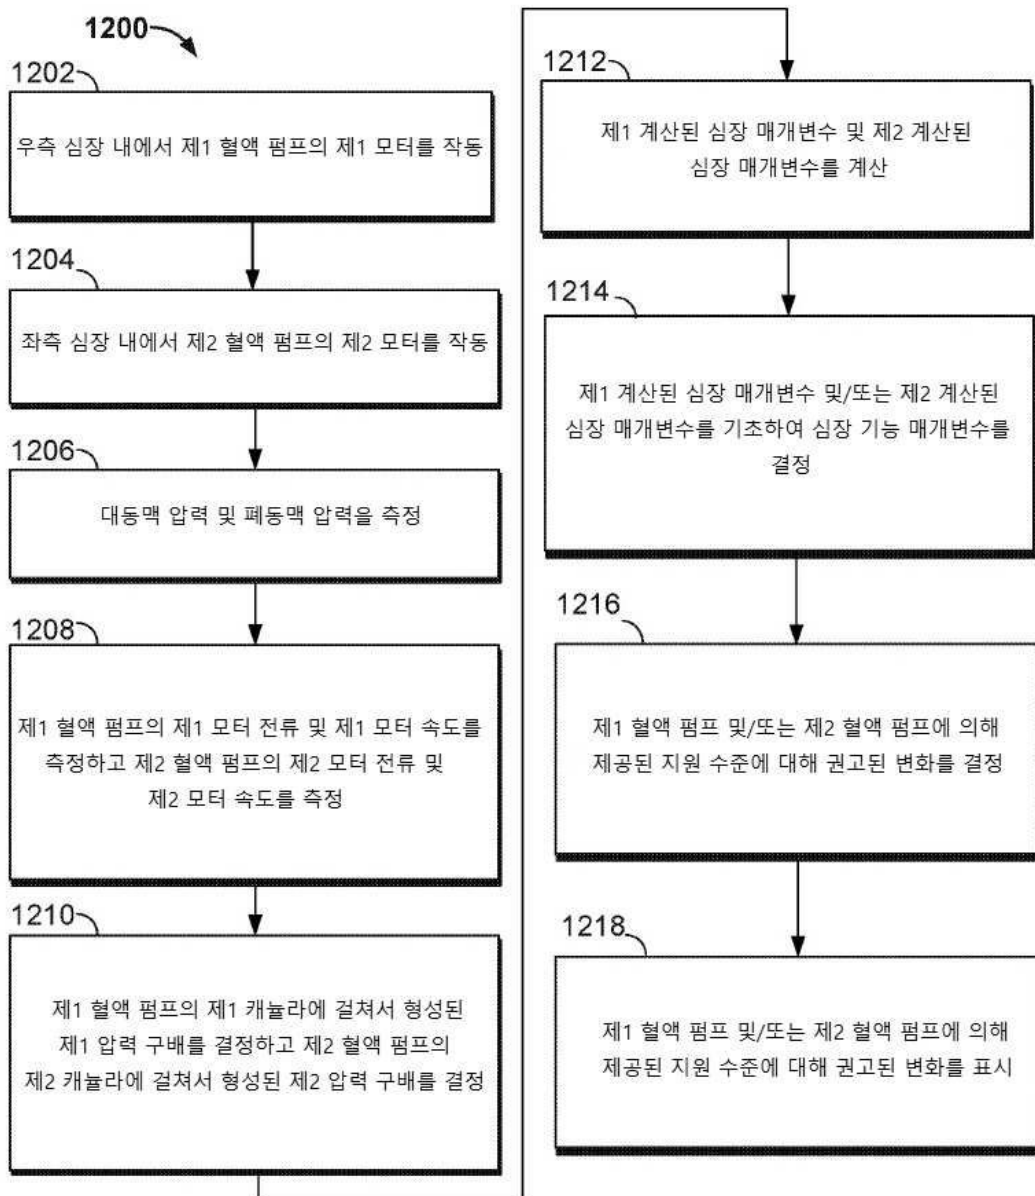 1200
1202
우측 심장 내에서 제1 혈액 펌프의 제1 모터를 작동
1204
좌측 심장 내에서 제2 혈액 펌프의 제2 모터를 작동
1206
대동맥 압력 및 폐동맥 압력을 측정
1208
제1 혈액 펌프의 제1 모터 전류 및 제1 모터 속도를
측정하고 제2 혈액 펌프의 제2 모터 전류 및
제2 모터 속도를 측정
1210
제1 혈액 펌프의 제1 캐뉼라에 걸쳐서 형성된
제1 압력 구배를 결정하고 제2 혈액 펌프의
제2 캐뉼라에 걸쳐서 형성된 제2 압력 구배를 결정
1212
제1 계산된 심장 매개변수 및 제2 계산된
심장 매개변수를 계산
1214
제1 계산된 심장 매개변수 및/또는 제2 계산된
심장 매개변수를 기초하여 심장 기능 매개변수를
결정
1216
제1 혈액 펌프 및/또는 제2 혈액 펌프에 의해
제공된 지원 수준에 대해 권고된 변화를 결정
1218
제1 혈액 펌프 및/또는 제2 혈액 펌프에 의해
제공된 지원 수준에 대해 권고된 변화를 표시